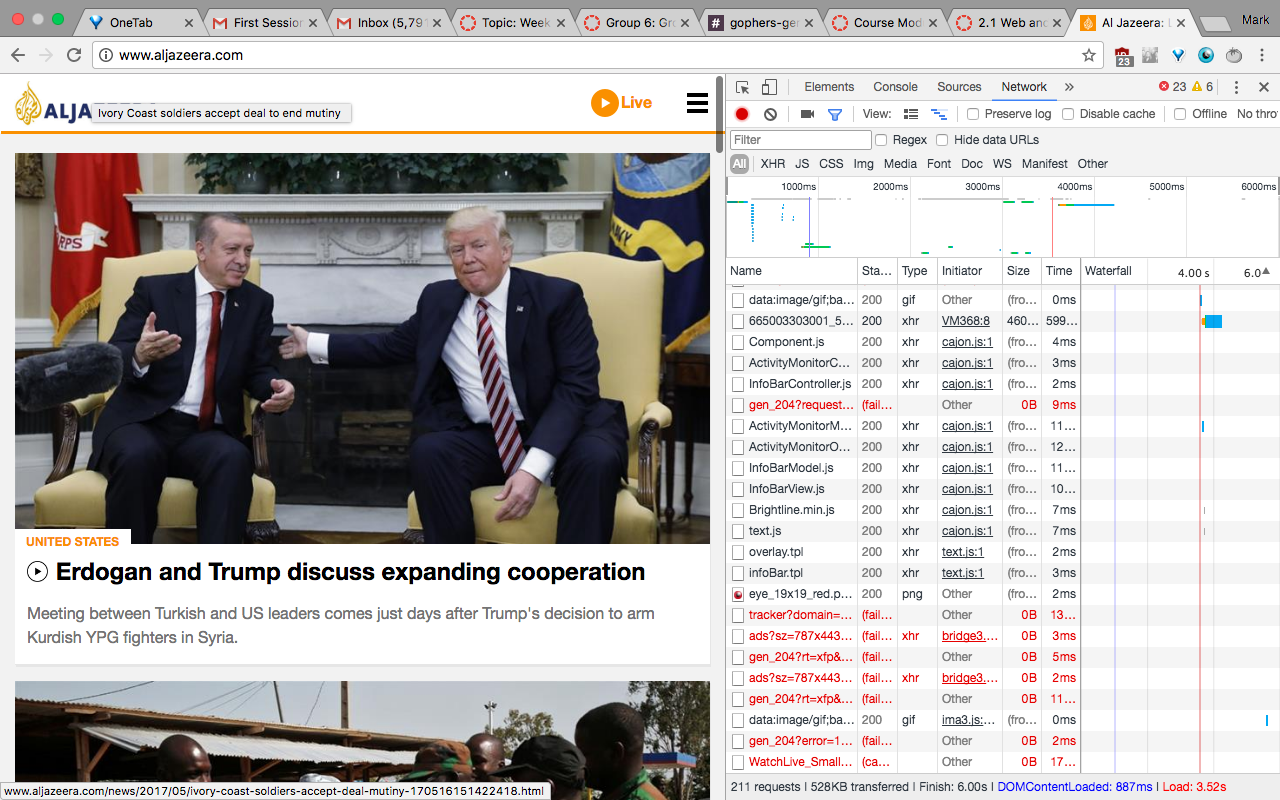 OneTab
First Session
Inbox (5,791
Topic: Week
Group 6: Gro
gophers-gen
Course Mod
2.1 Web and
Al Jazeera: L
Mark
www.aljazeera.com
23
ALJA
Ivory Coast soldiers accept deal to end mutiny
Live
UNITED STATES
Erdogan and Trump discuss expanding cooperation
Meeting between Turkish and US leaders comes just days after Trump's decision to arm
Kurdish YPG fighters in Syria.
www.aljazeera.com/news/2017/05/ivory-coast-soldiers-accept-deal-mutiny-170516151422418.html
Elements Console Sources Network » 23 6
View: Preserve log Disable cache Offline No thro
Filter Regex Hide data URLs
All XHR JS CSS Img Media Font Doc WS Manifest Other
1000ms 2000ms 3000ms 4000ms 5000ms 6000ms
Name Sta... Type Initiator Size Time Waterfall 4.00 s 6.0
data:image/gif;ba... 200 gif Other (fro... 0ms
665003303001_5... 200 xhr VM368:8 460... 599...
Component.js 200 xhr cajon.js:1 (fro... 4ms
ActivityMonitorC... 200 xhr cajon.js:1 (fro... 3ms
InfoBarController.js 200 xhr cajon.js:1 (fro... 2ms
gen_204?request... (fail... Other 0B 9ms
ActivityMonitorM... 200 xhr cajon.js:1 (fro... 11...
ActivityMonitorO... 200 xhr cajon.js:1 (fro... 12...
InfoBarModel.js 200 xhr cajon.js:1 (fro... 11...
InfoBarView.js 200 xhr cajon.js:1 (fro... 10...
Brightline.min.js 200 xhr cajon.js:1 (fro... 7ms
text.js 200 xhr cajon.js:1 (fro... 7ms
overlay.tpl 200 xhr text.js:1 (fro... 2ms
infoBar.tpl 200 xhr text.js:1 (fro... 3ms
eye_19x19_red.p... 200 png Other (fro... 2ms
tracker?domain=... (fail... Other 0B 13...
ads?sz=787x443... (fail... xhr bridge3.... 0B 3ms
gen_204?rt=xfp&... (fail... Other 0B 5ms
ads?sz=787x443... (fail... xhr bridge3.... 0B 2ms
gen_204?rt=xfp&... (fail... Other 0B 11...
data:image/gif;ba... 200 gif ima3.js:... (fro... 0ms
gen_204?error=1... (fail... Other 0B 2ms
WatchLive_Small... (ca... Other 0B 17...
211 requests | 528KB transferred | Finish: 6.00s | DOMContentLoaded: 887ms | Load: 3.52s